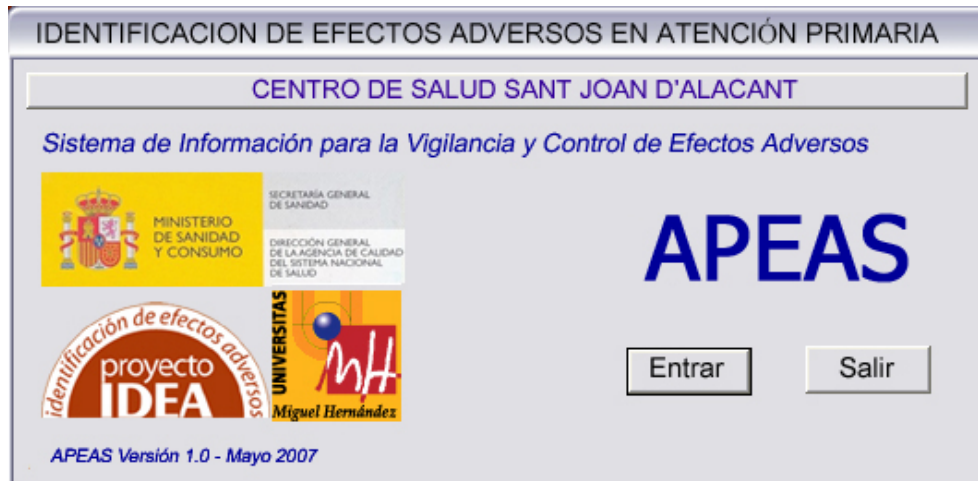 IDENTIFICACION DE EFECTOS ADVERSOS EN ATENCIÓN PRIMARIA
CENTRO DE SALUD SANT JOAN D'ALACANT
Sistema de Información para la Vigilancia y Control de Efectos Adversos
MINISTERIO
DE SANIDAD
Y CONSUMO
SECRETARÍA GENERAL
DE SANIDAD
DIRECCIÓN GENERAL
DE LA AGENCIA DE CALIDAD
DEL SISTEMA NACIONAL
DE SALUD
APEAS
identificación de efectos adversos
proyecto
IDEA
UNIVERSITAS
MH
Miguel Hernández
Entrar
Salir
APEAS Versión 1.0 - Mayo 2007